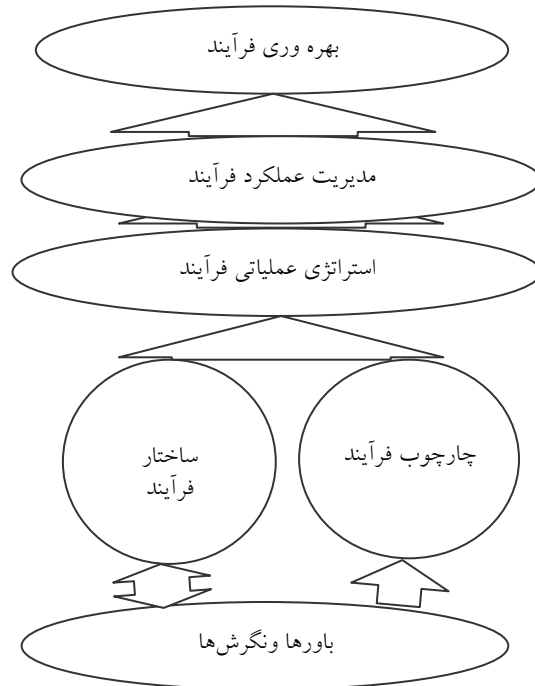 بهره وری فرآیند
مدیریت عملکرد فرآیند
استراتژی عملیاتی فرآیند
چارچوب فرآیند
ساختار
فرآیند
باورها ونگرش‌ها